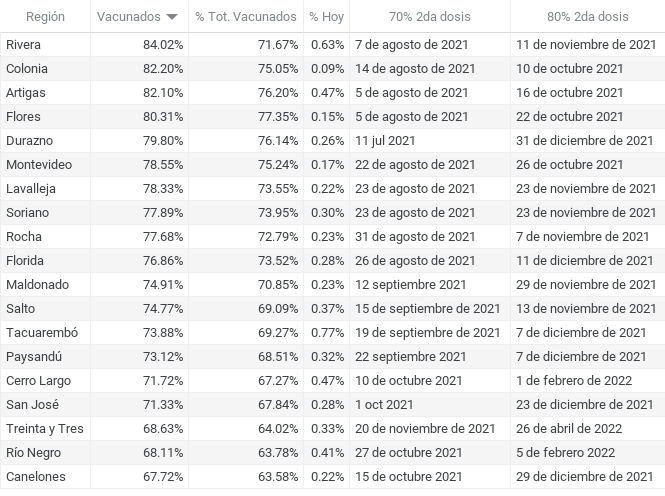 Región Vacunados % Tot. Vacunados % Hoy 70% 2da dosis 80% 2da dosis
Rivera 84.02% 71.67% 0.63% 7 de agosto de 2021 11 de noviembre de 2021
Colonia 82.20% 75.05% 0.09% 14 de agosto de 2021 10 de octubre 2021
Artigas 82.10% 76.20% 0.47% 5 de agosto de 2021 16 de octubre 2021
Flores 80.31% 77.35% 0.15% 5 de agosto de 2021 22 de octubre 2021
Durazno 79.80% 76.14% 0.26% 11 jul 2021 31 de diciembre de 2021
Montevideo 78.55% 75.24% 0.17% 22 de agosto de 2021 26 de octubre 2021
Lavalleja 78.33% 73.55% 0.22% 23 de agosto de 2021 23 de noviembre de 2021
Soriano 77.89% 73.95% 0.30% 23 de agosto de 2021 23 de noviembre de 2021
Rocha 77.68% 72.79% 0.23% 31 de agosto de 2021 7 de noviembre de 2021
Florida 76.86% 73.52% 0.28% 26 de agosto de 2021 11 de diciembre de 2021
Maldonado 74.91% 70.85% 0.23% 12 septiembre 2021 29 de noviembre de 2021
Salto 74.77% 69.09% 0.37% 15 de septiembre de 2021 13 de noviembre de 2021
Tacuarembó 73.88% 69.27% 0.77% 19 de septiembre de 2021 7 de diciembre de 2021
Paysandú 73.12% 68.51% 0.32% 22 septiembre 2021 7 de diciembre de 2021
Cerro Largo 71.72% 67.27% 0.47% 10 de octubre de 2021 1 de febrero de 2022
San José 71.33% 67.84% 0.28% 1 oct 2021 23 de diciembre de 2021
Treinta y Tres 68.63% 64.02% 0.33% 20 de noviembre de 2021 26 de abril de 2022
Río Negro 68.11% 63.78% 0.41% 27 de octubre 2021 5 de febrero 2022
Canelones 67.72% 63.58% 0.22% 15 de octubre 2021 29 de diciembre de 2021